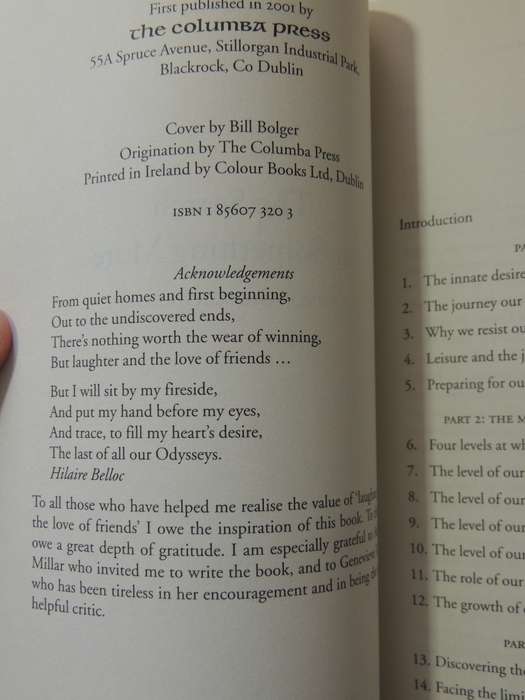 First published in 2001 by
the columba press
55A Spruce Avenue, Stillorgan Industrial Park,
Blackrock, Co Dublin
Cover by Bill Bolger
Origination by The Columba Press
Printed in Ireland by Colour Books Ltd, Dublin
ISBN 1 85607 320 3
Acknowledgements
From quiet homes and first beginning,
Out to the undiscovered ends,
There's nothing worth the wear of winning,
But laughter and the love of friends …
But I will sit by my fireside,
And put my hand before my eyes,
And trace, to fill my heart's desire,
The last of all our Odysseys.
Hilaire Belloc
To all those who have helped me realise the value of
the love of friends' I owe the inspiration of this book. To
owe a great depth of gratitude. I am especially grateful to
Millar who invited me to write the book, and to Genevieve
who has been tireless in her encouragement and in being
helpful critic.
Introduction
1. The innate desire
2. The journey our
3. Why we resist
4. Leisure and the
5. Preparing for
PART 2: THE
6. Four levels at
7. The level of our
8. The level of our
9. The level of our
10. The level of our
11. The role of our
12. The growth of
13. Discovering the
14. Facing the